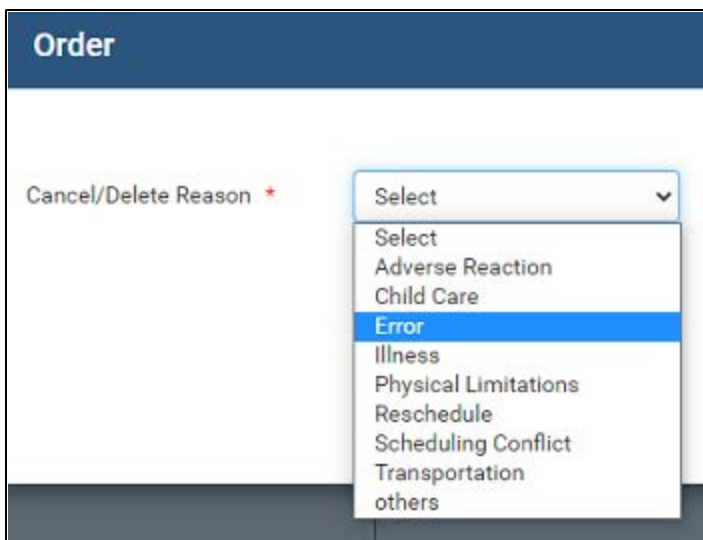 Order
Cancel/Delete Reason * Select
Select
Adverse Reaction
Child Care
Error
Illness
Physical Limitations
Reschedule
Scheduling Conflict
Transportation
others